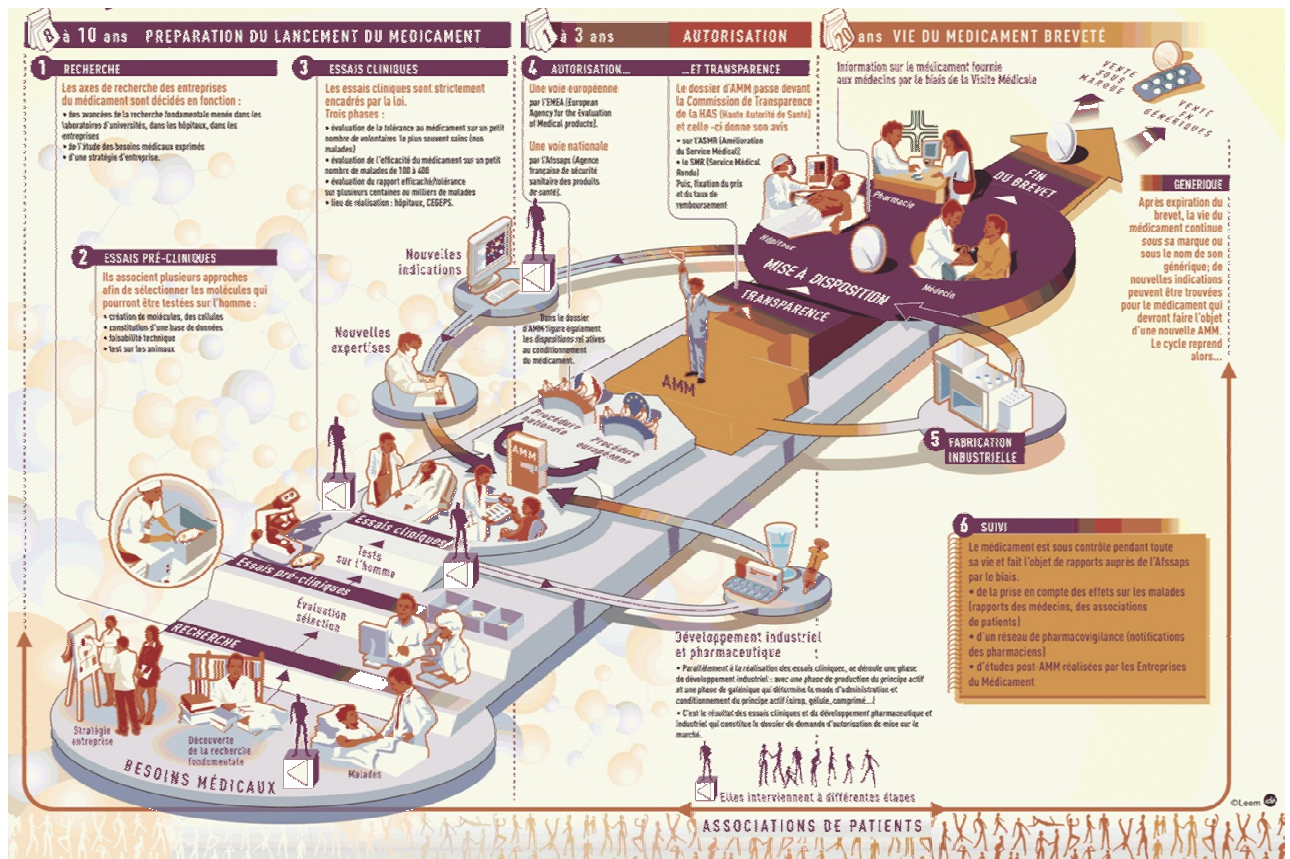 8 à 10 ans PREPARATION DU LANCEMENT DU MEDICAMENT
1 à 3 ans AUTORISATION
20 ans VIE DU MEDICAMENT BREVETÉ
1 RECHERCHE
Les axes de recherche des entreprises
du médicament sont décidés en fonction :
• des avancées de la recherche fondamentale menée dans les
laboratoires d'universités, dans les hôpitaux, dans les
entreprises
• de l'étude des besoins médicaux exprimés
• d'une stratégie d'entreprise.
2 ESSAIS PRÉ-CLINIQUES
Ils associent plusieurs approches
afin de sélectionner les molécules qui
pourront être testées sur l'homme :
• création de molécules, des cellules
• constitution d'une base de données
• faisabilité technique
• test sur les animaux
3 ESSAIS CLINIQUES
Les essais cliniques sont strictement
encadrés par la loi.
Trois phases :
• évaluation de la tolérance au médicament sur un petit
nombre de volontaires le plus souvent sains (non
malades)
• évaluation de l'efficacité du médicament sur un petit
nombre de malades de 100 à 400
• évaluation du rapport efficacité/tolérance
sur plusieurs centaines ou milliers de malades
• lieu de réalisation : hôpitaux, CEGEPS.
4 AUTORISATION...
Une voie européenne
par l'EMEA (European
Agency for the Evaluation
of Medical products).
Une voie nationale
par l'Afssaps (Agence
française de sécurité
sanitaire des produits
de santé).
...ET TRANSPARENCE
Le dossier d'AMM passe devant
la Commission de Transparence
de la HAS (Haute Autorité de Santé)
et celle-ci donne son avis
• sur l'ASMR (Amélioration
du Service Médical)
• le SMR (Service Médical
Rendu)
Puis, fixation du prix
et du taux de
remboursement
Information sur le médicament fournie
aux médecins par le biais de la Visite Médicale
VENTE
SOUS
MARQUE
VENTE
EN
GÉNÉRIQUES
FIN
DU BREVET
Pharmacie
Hôpitaux
Médecin
MISE À DISPOSITION
TRANSPARENCE
GENERIQUE
Après expiration du
brevet, la vie du
médicament continue
sous sa marque ou
sous le nom de son
générique; de
nouvelles indications
peuvent être trouvées
pour le médicament qui
devront faire l'objet
d'une nouvelle AMM.
Le cycle reprend
alors...
Nouvelles
indications
Nouvelles
expertises
Dans le dossier
d'AMM figure également
les dispositions relatives
au conditionnement
du médicament.
AMM
Procédure
nationale
Procédure
européenne
AMM
5 FABRICATION
INDUSTRIELLE
6 SUIVI
Le médicament est sous contrôle pendant toute
sa vie et fait l'objet de rapports auprès de l'Afssaps
par le biais:
• de la prise en compte des effets sur les malades
(rapports des médecins, des associations
de patients)
• d'un réseau de pharmacovigilance (notifications
des pharmaciens)
• d'études post-AMM réalisées par les Entreprises
du Médicament
Essais cliniques
Tests
sur l'homme
Essais pré-cliniques
Évaluation
sélection
RECHERCHE
Stratégie
entreprise
Découverte
de la recherche
fondamentale
Malades
BESOINS MÉDICAUX
Développement industriel
et pharmaceutique
• Parallèlement à la réalisation des essais cliniques, se déroule une phase
de développement industriel : avec une phase de production du principe actif
et une phase de galénique qui détermine le mode d'administration et
conditionnement du principe actif (sirop, gélule, comprimé...)
• C'est le résultat des essais cliniques et du développement pharmaceutique et
industriel qui constitue le dossier de demande d'autorisation de mise sur le
marché.
Elles interviennent à différentes étapes
ASSOCIATIONS DE PATIENTS
©Leem idé